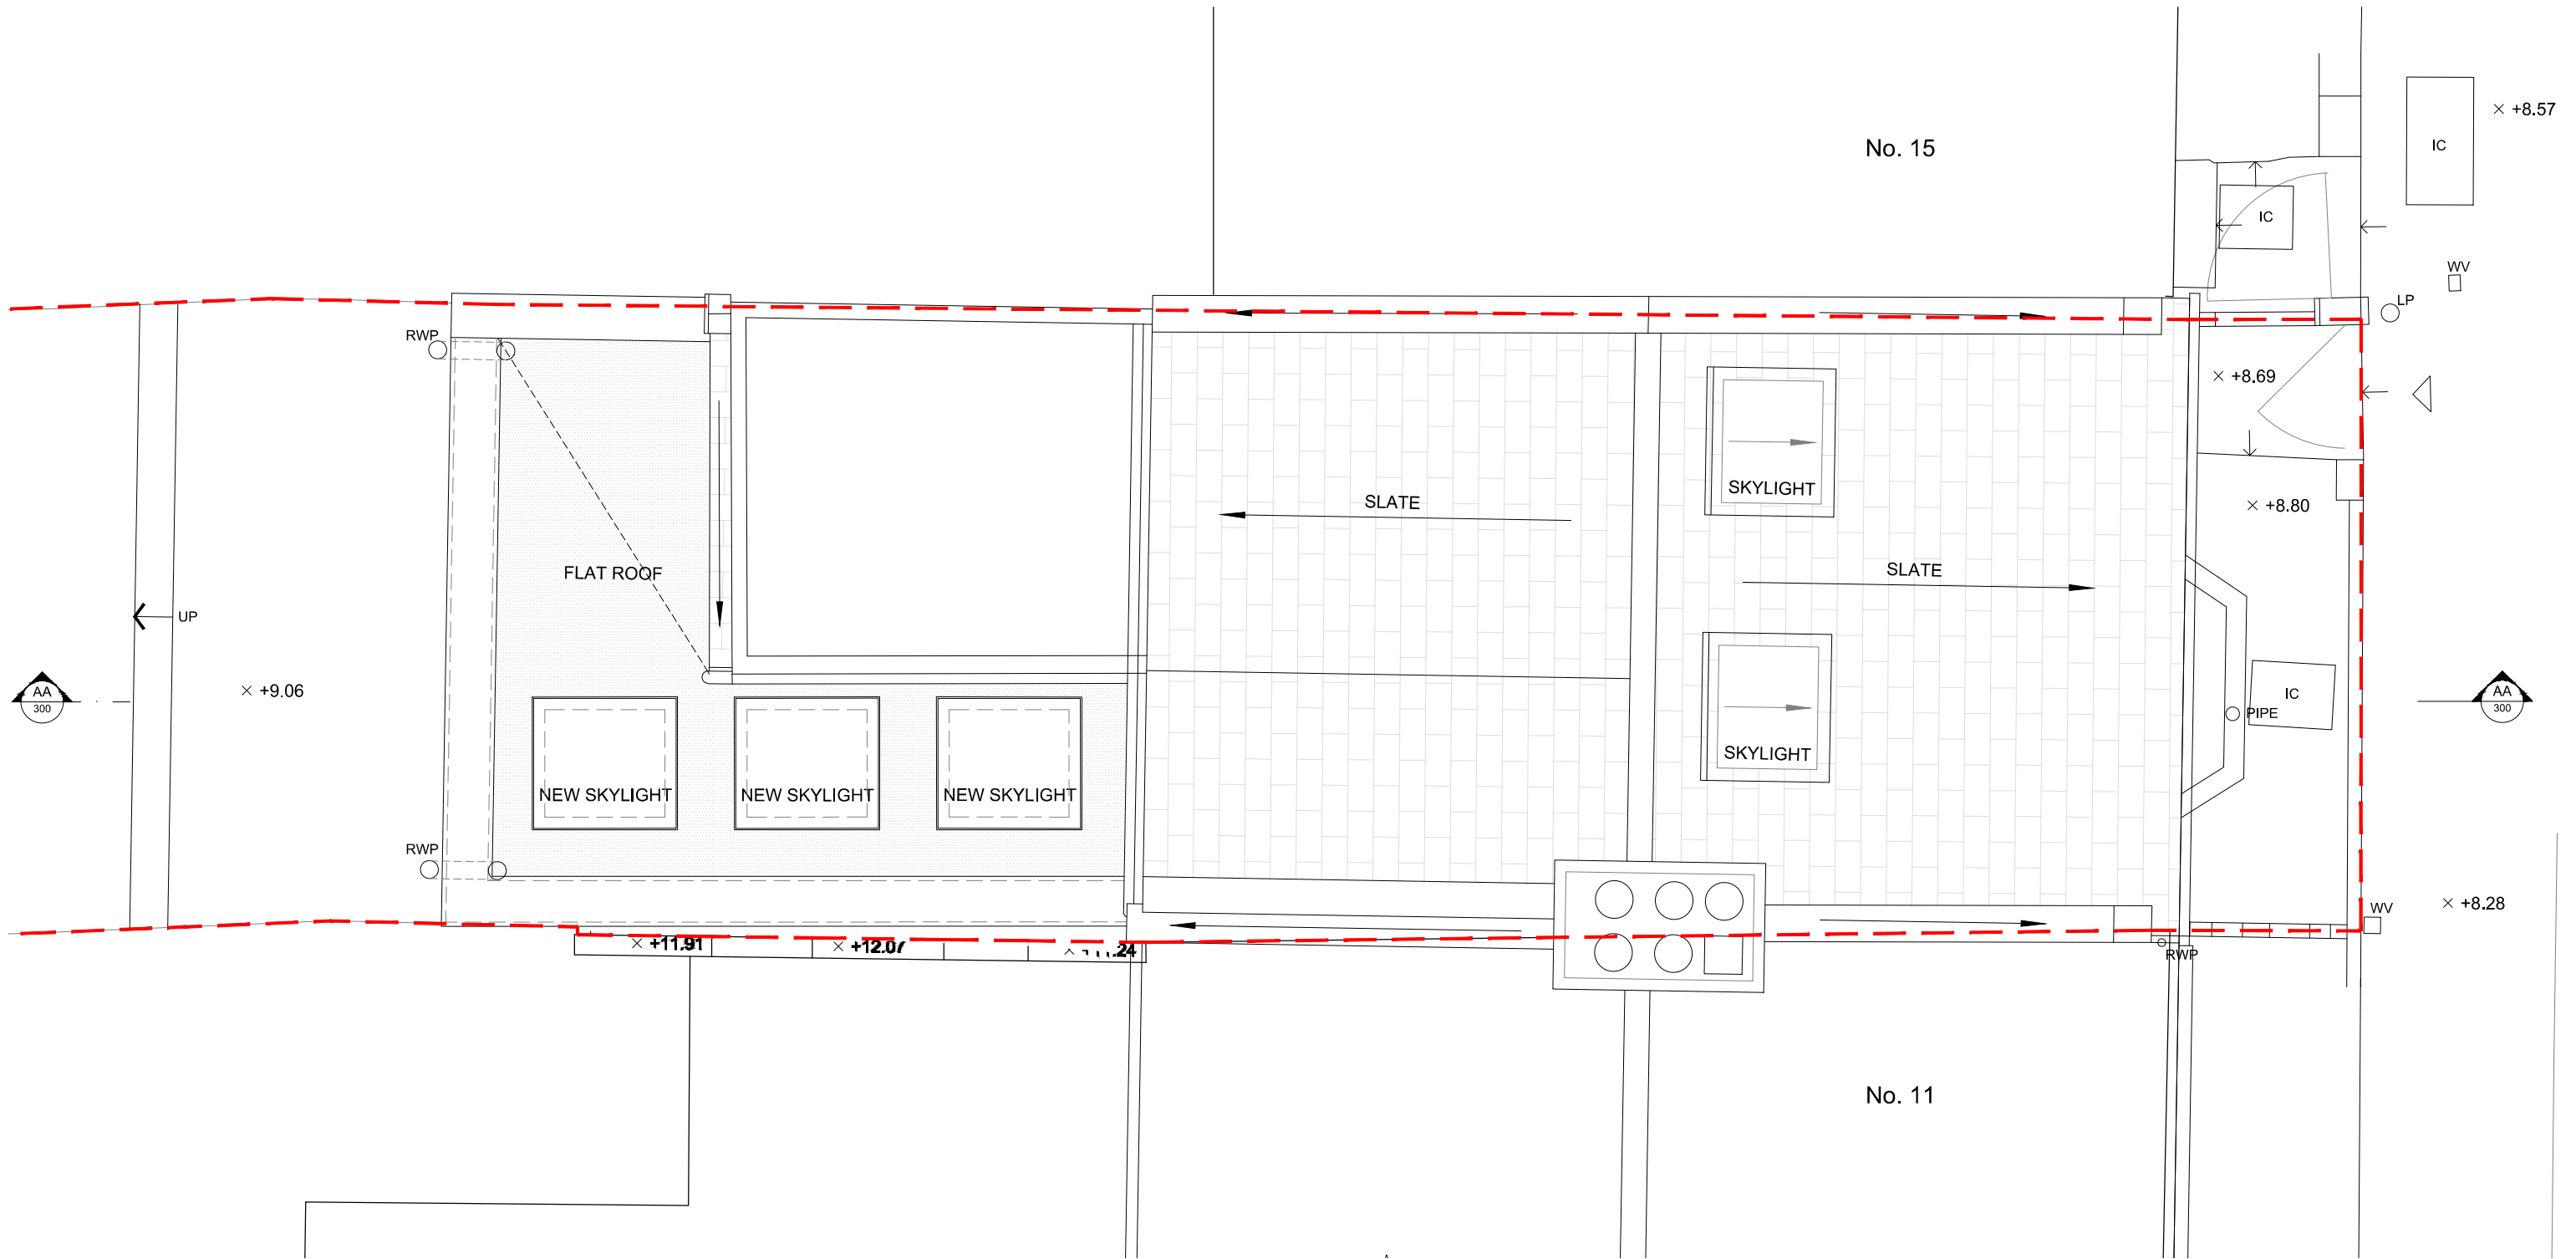 No. 15
+8.57
IC
IC
WV
LP
RWP
+8.69
SKYLIGHT
SLATE
+8.80
FLAT ROOF
SLATE
UP
AA
300
+9.06
IC
AA
300
PIPE
SKYLIGHT
NEW SKYLIGHT
NEW SKYLIGHT
NEW SKYLIGHT
RWP
WV
+8.28
+11.91
+12.07
RWP
No. 11